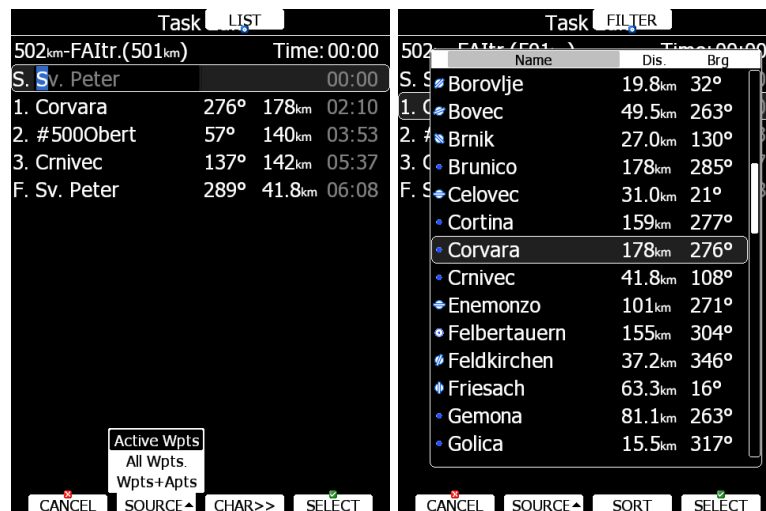 Task
LIST
502km-FAItr.(501km) Time: 00:00
S. Sv. Peter 00:00
1. Corvara 276° 178km 02:10
2. #500Obert 57° 140km 03:53
3. Crnivec 137° 142km 05:37
F. Sv. Peter 289° 41.8km 06:08
Active Wpts
All Wpts.
Wpts+Apts
CANCEL SOURCE CHAR>> SELECT
Task
FILTER
Name Dis. Brg
Borovlje 19.8km 32°
Bovec 49.5km 263°
Brnik 27.0km 130°
Brunico 178km 285°
Celovec 31.0km 21°
Cortina 159km 277°
Corvara 178km 276°
Crnivec 41.8km 108°
Enemonzo 101km 271°
Felbertauern 155km 304°
Feldkirchen 37.2km 346°
Friesach 63.3km 16°
Gemona 81.1km 263°
Golica 15.5km 317°
CANCEL SOURCE SORT SELECT